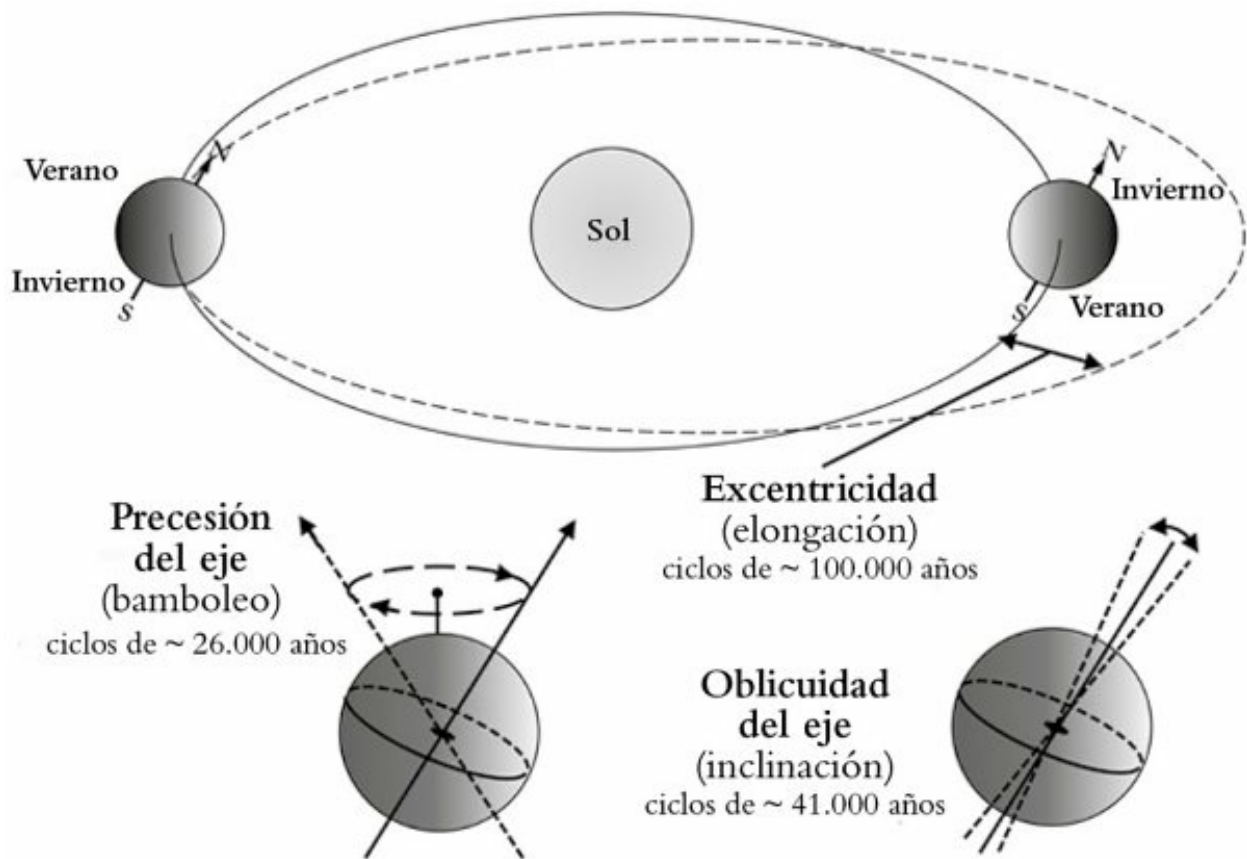 N
Verano
N
Invierno
Sol
Invierno
S
Verano
S
Excentricidad
(elongación)
ciclos de ~ 100.000 años
Precesión
del eje
(bamboleo)
ciclos de ~ 26.000 años
Oblicuidad
del eje
(inclinación)
ciclos de ~ 41.000 años